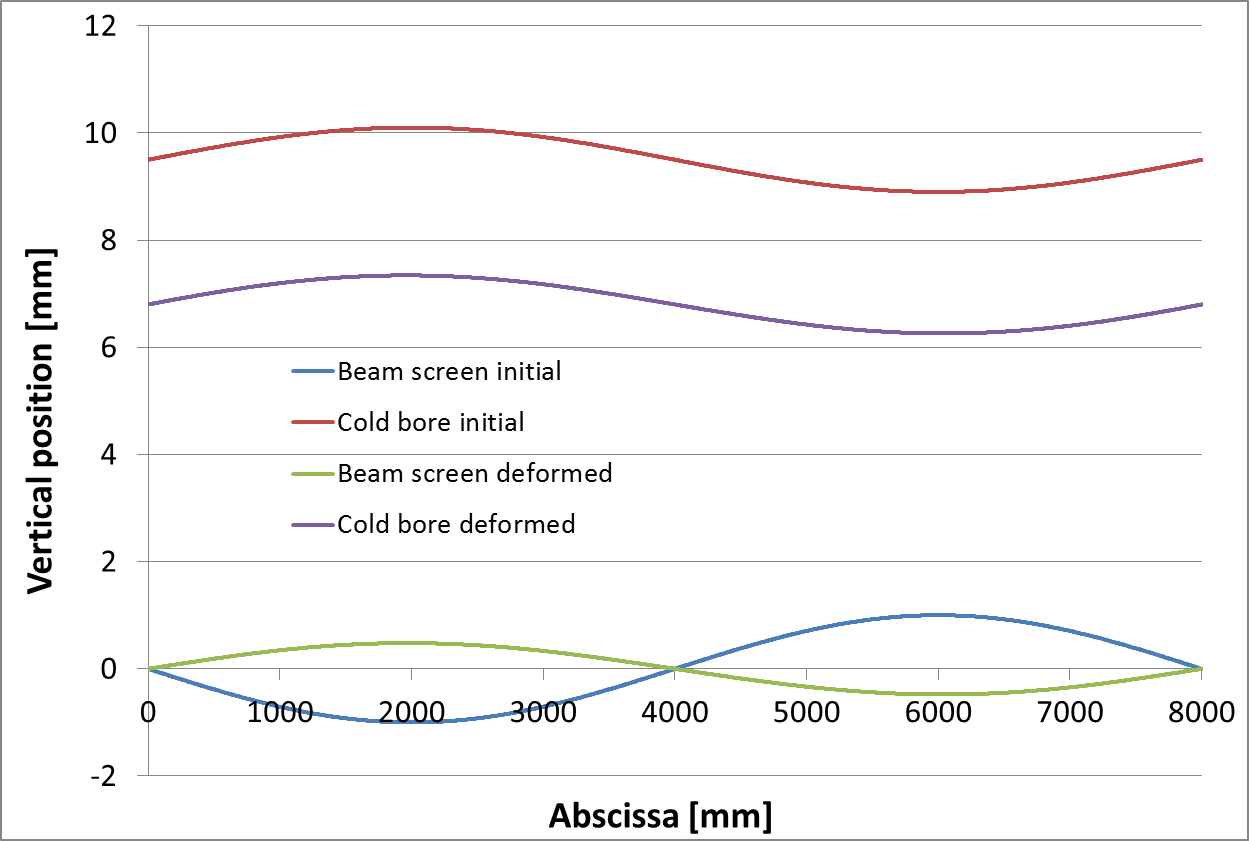 12
10
8
6
4
2
0
-2
Vertical position [mm]
Beam screen initial
Cold bore initial
Beam screen deformed
Cold bore deformed
0 1000 2000 3000 4000 5000 6000 7000 8000
Abscissa [mm]